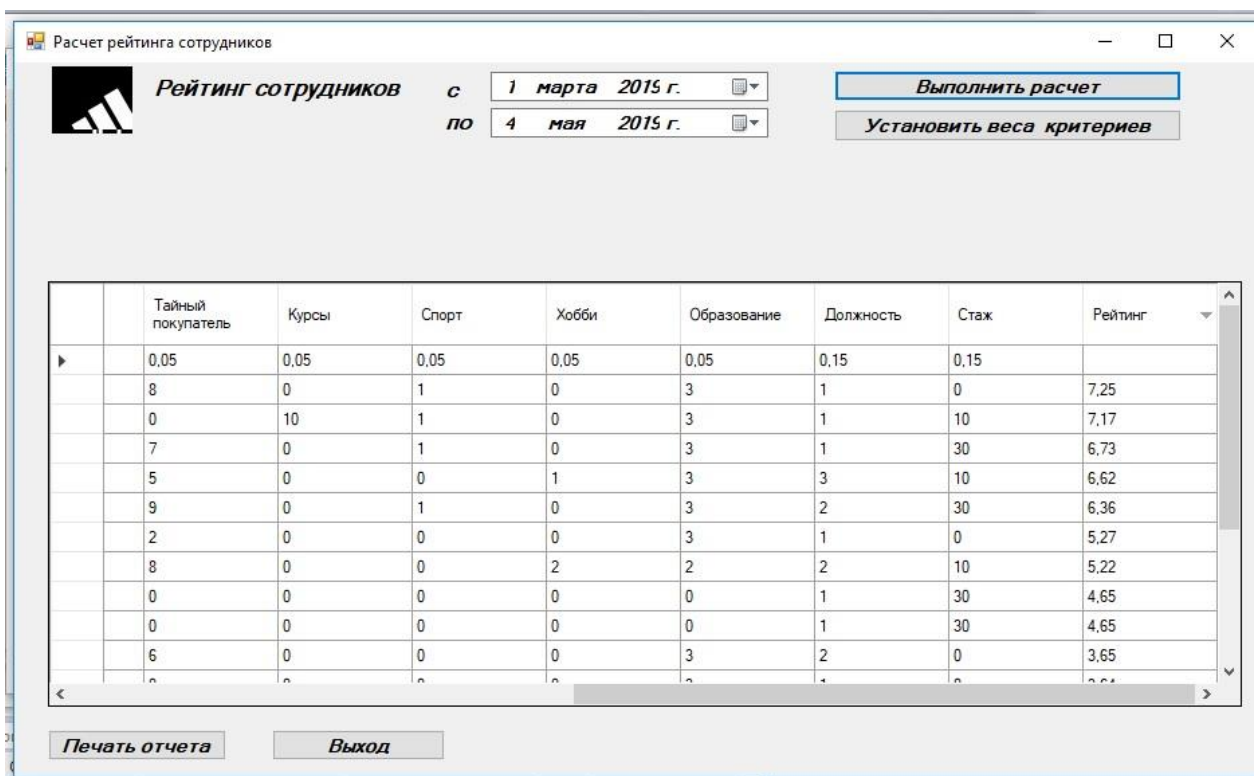 Расчет рейтинга сотрудников
Рейтинг сотрудников с 1 марта 2019 г. Выполнить расчет
по 4 мая 2019 г. Установить веса критериев
Тайный покупатель Курсы Спорт Хобби Образование Должность Стаж Рейтинг
0,05 0,05 0,05 0,05 0,05 0,15 0,15
8 0 1 0 3 1 0 7,25
0 10 1 0 3 1 10 7,17
7 0 1 0 3 1 30 6,73
5 0 0 1 3 3 10 6,62
9 0 1 0 3 2 30 6,36
2 0 0 0 3 1 0 5,27
8 0 0 2 2 2 10 5,22
0 0 0 0 0 1 30 4,65
0 0 0 0 0 1 30 4,65
6 0 0 0 3 2 0 3,65
Печать отчета Выход